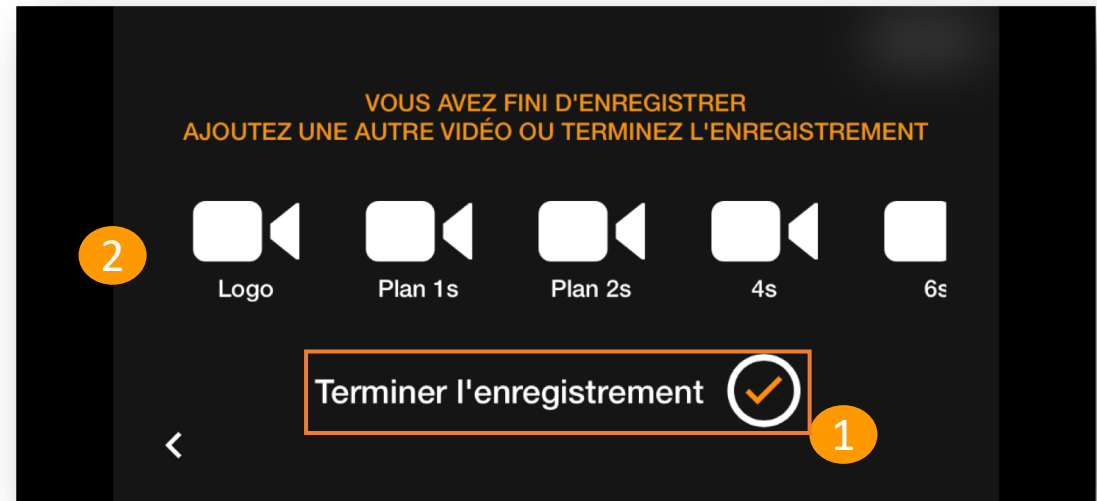 VOUS AVEZ FINI D'ENREGISTRER
AJOUTEZ UNE AUTRE VIDÉO OU TERMINEZ L'ENREGISTREMENT
2
Logo
Plan 1s
Plan 2s
4s
6s
Terminer l'enregistrement
1